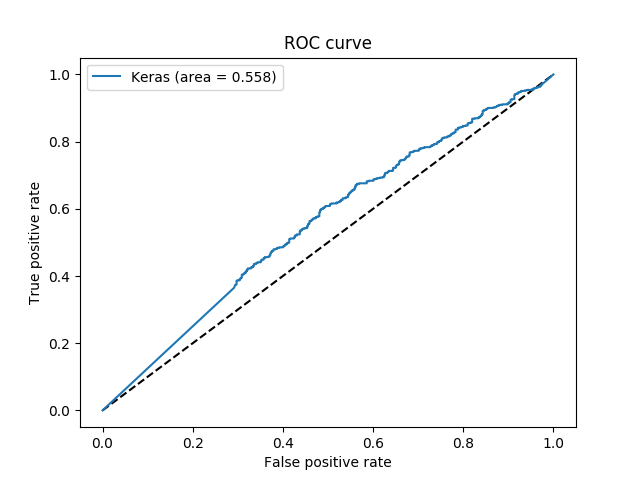 ROC curve
Keras (area = 0.558)
1.0
0.8
0.6
0.4
0.2
0.0
True positive rate
0.0 0.2 0.4 0.6 0.8 1.0
False positive rate